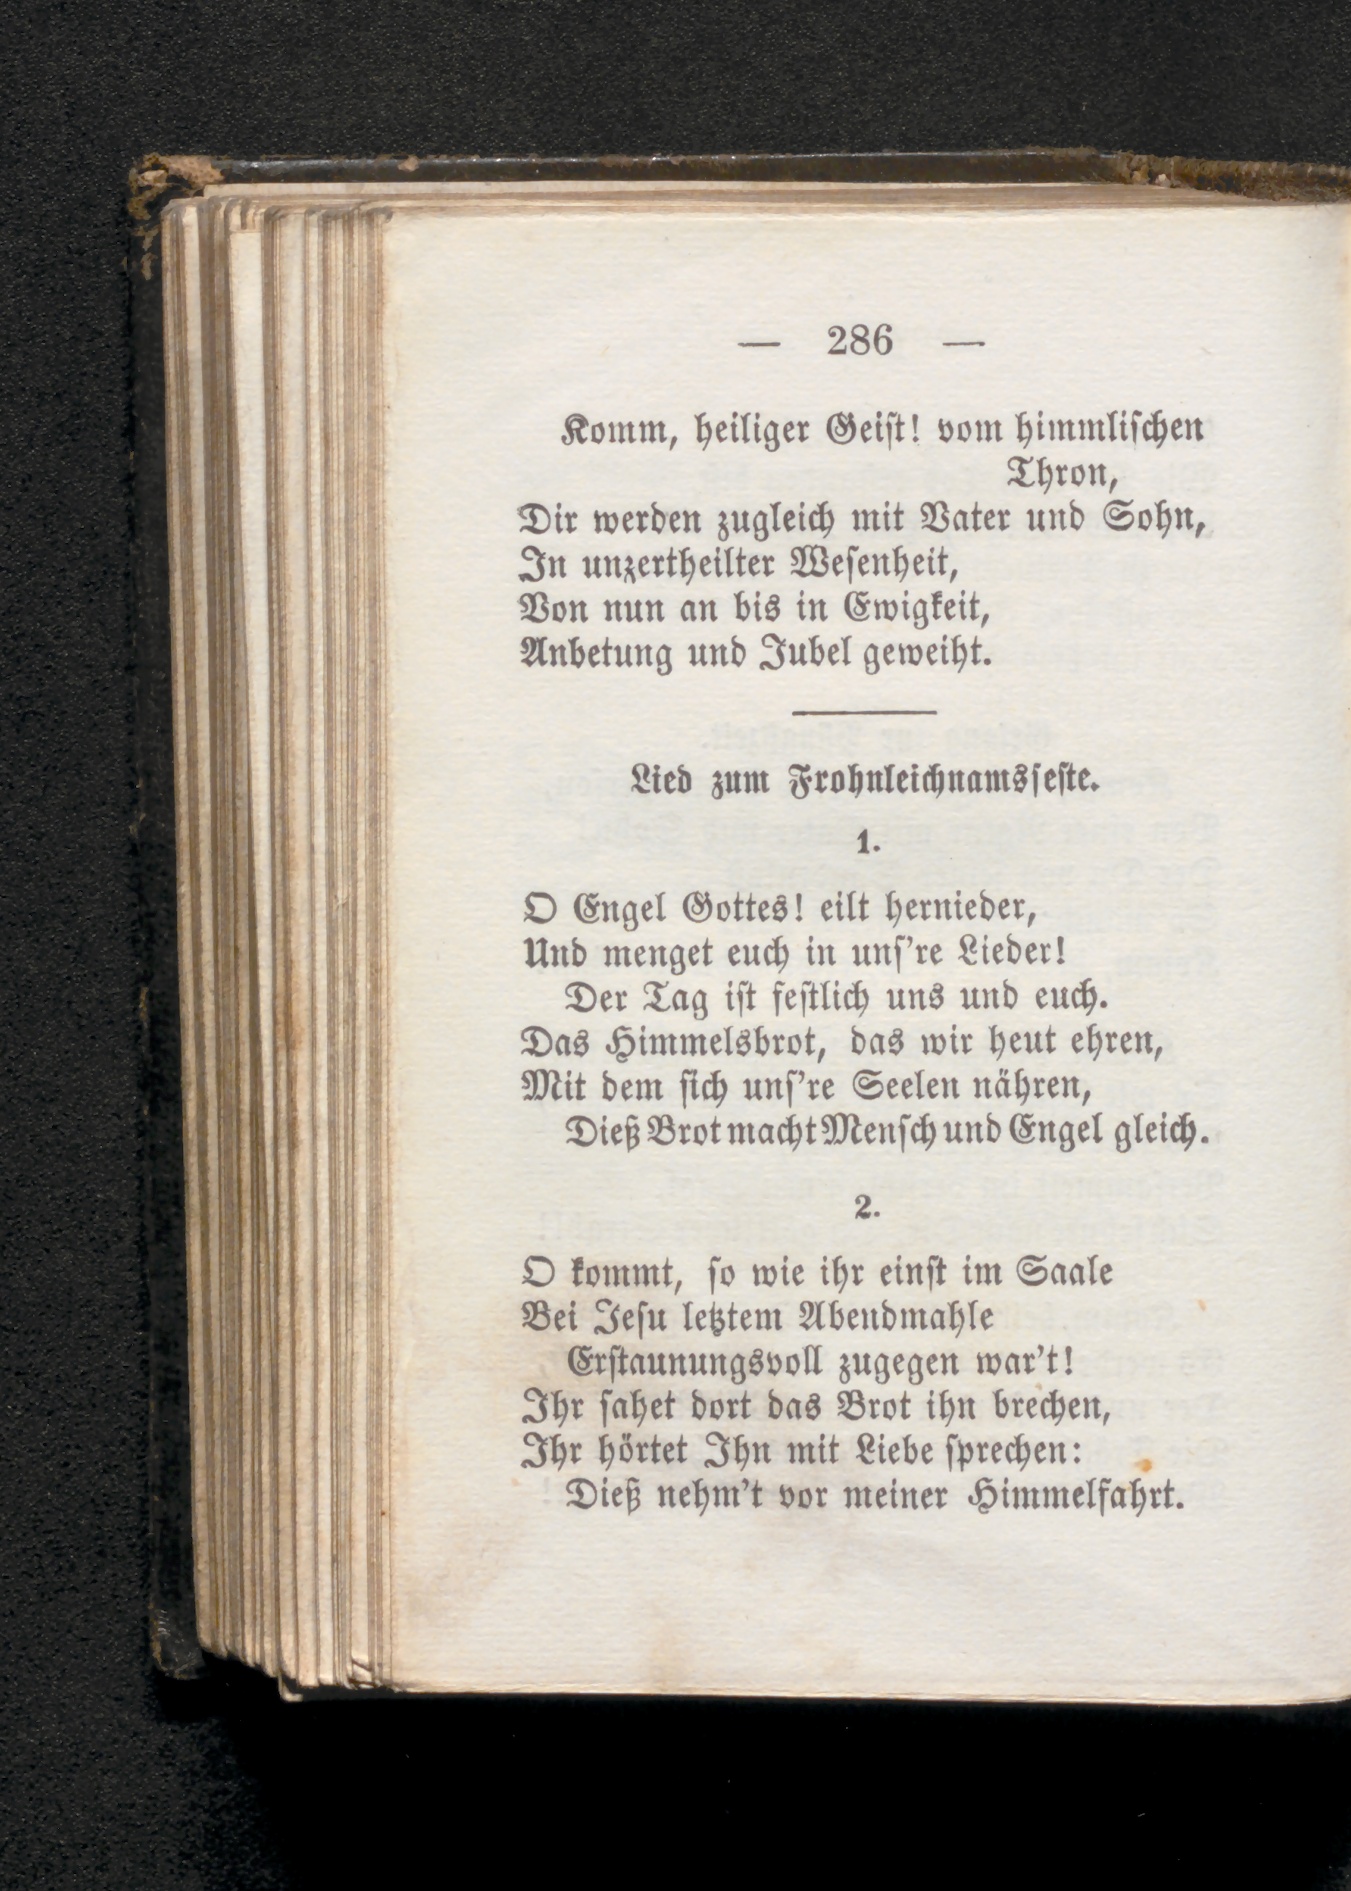 — 286 —
Komm, heiliger Geist! vom himmlischen
Thron,
Dir werden zugleich mit Vater und Sohn,
In unzertheilter Wesenheit,
Von nun an bis in Ewigkeit,
Anbetung und Jubel geweiht.
Lied zum Frohnleichnamsfeste.
1.
O Engel Gottes! eilt hernieder,
Und menget euch in uns're Lieder!
Der Tag ist festlich uns und euch.
Das Himmelsbrot, das wir heut ehren,
Mit dem sich uns're Seelen nähren,
Dieß Brot macht Mensch und Engel gleich.
2.
O kommt, so wie ihr einst im Saale
Bei Jesu letztem Abendmahle
Erstaunungsvoll zugegen war't!
Ihr sahet dort das Brot ihn brechen,
Ihr hörtet Ihn mit Liebe sprechen:
Dieß nehm't vor meiner Himmelfahrt.